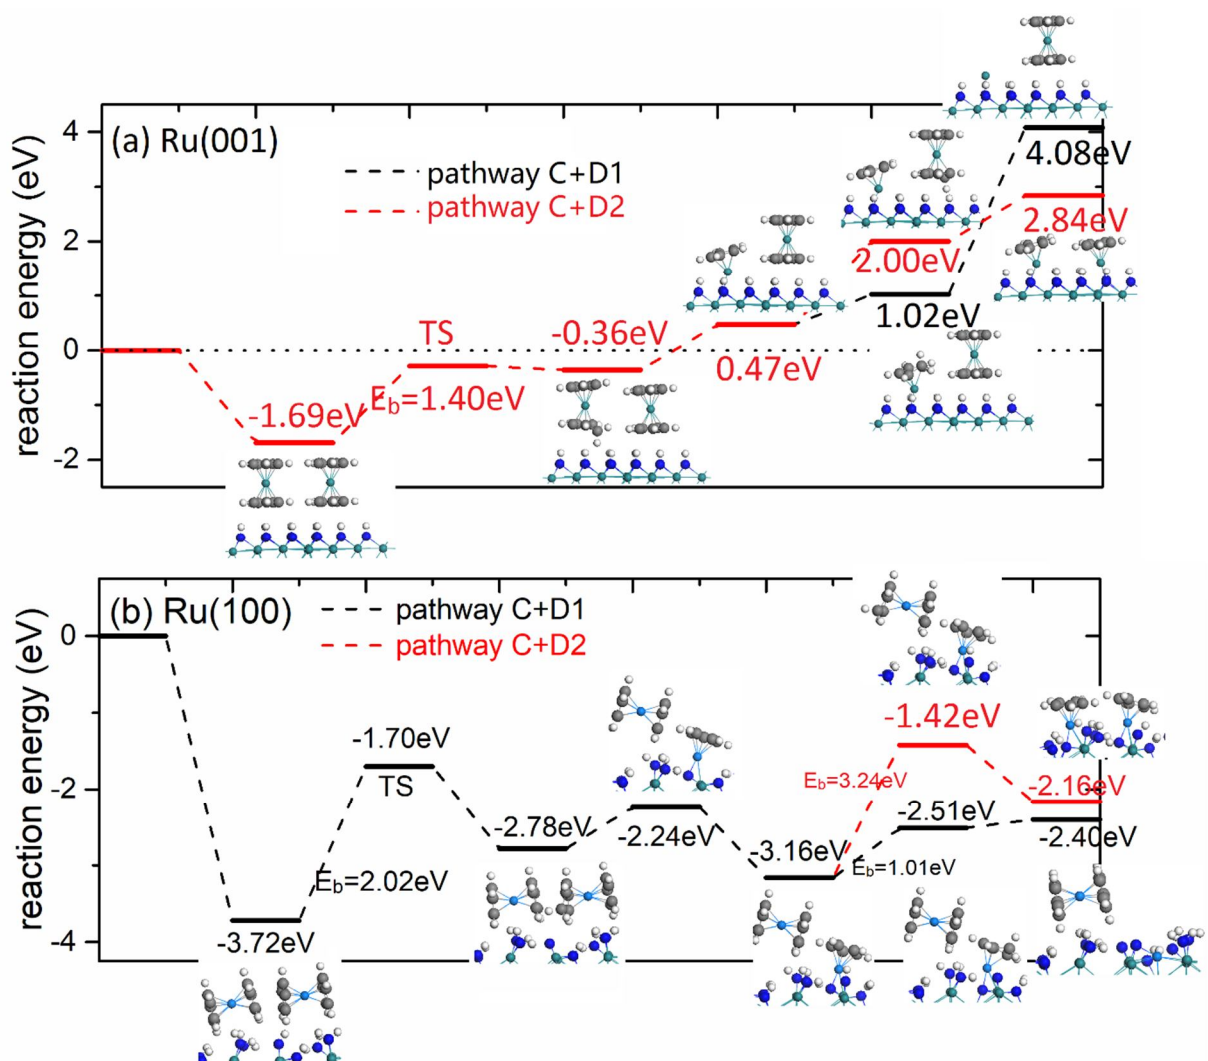 (a) Ru(001)
pathway C+D1
pathway C+D2
reaction energy (eV)
4
2
1
0
-2
-1.69eV
TS
Eb=1.40eV
-0.36eV
0.47eV
2.00eV
1.02eV
4.08eV
2.84eV
(b) Ru(100)
pathway C+D1
pathway C+D2
reaction energy (eV)
0
-2
-4
-3.72eV
-1.70eV
TS
Eb=2.02eV
-2.78eV
-2.24eV
-3.16eV
Eb=3.24eV
-1.42eV
-2.16eV
Eb=1.01eV
-2.51eV
-2.40eV